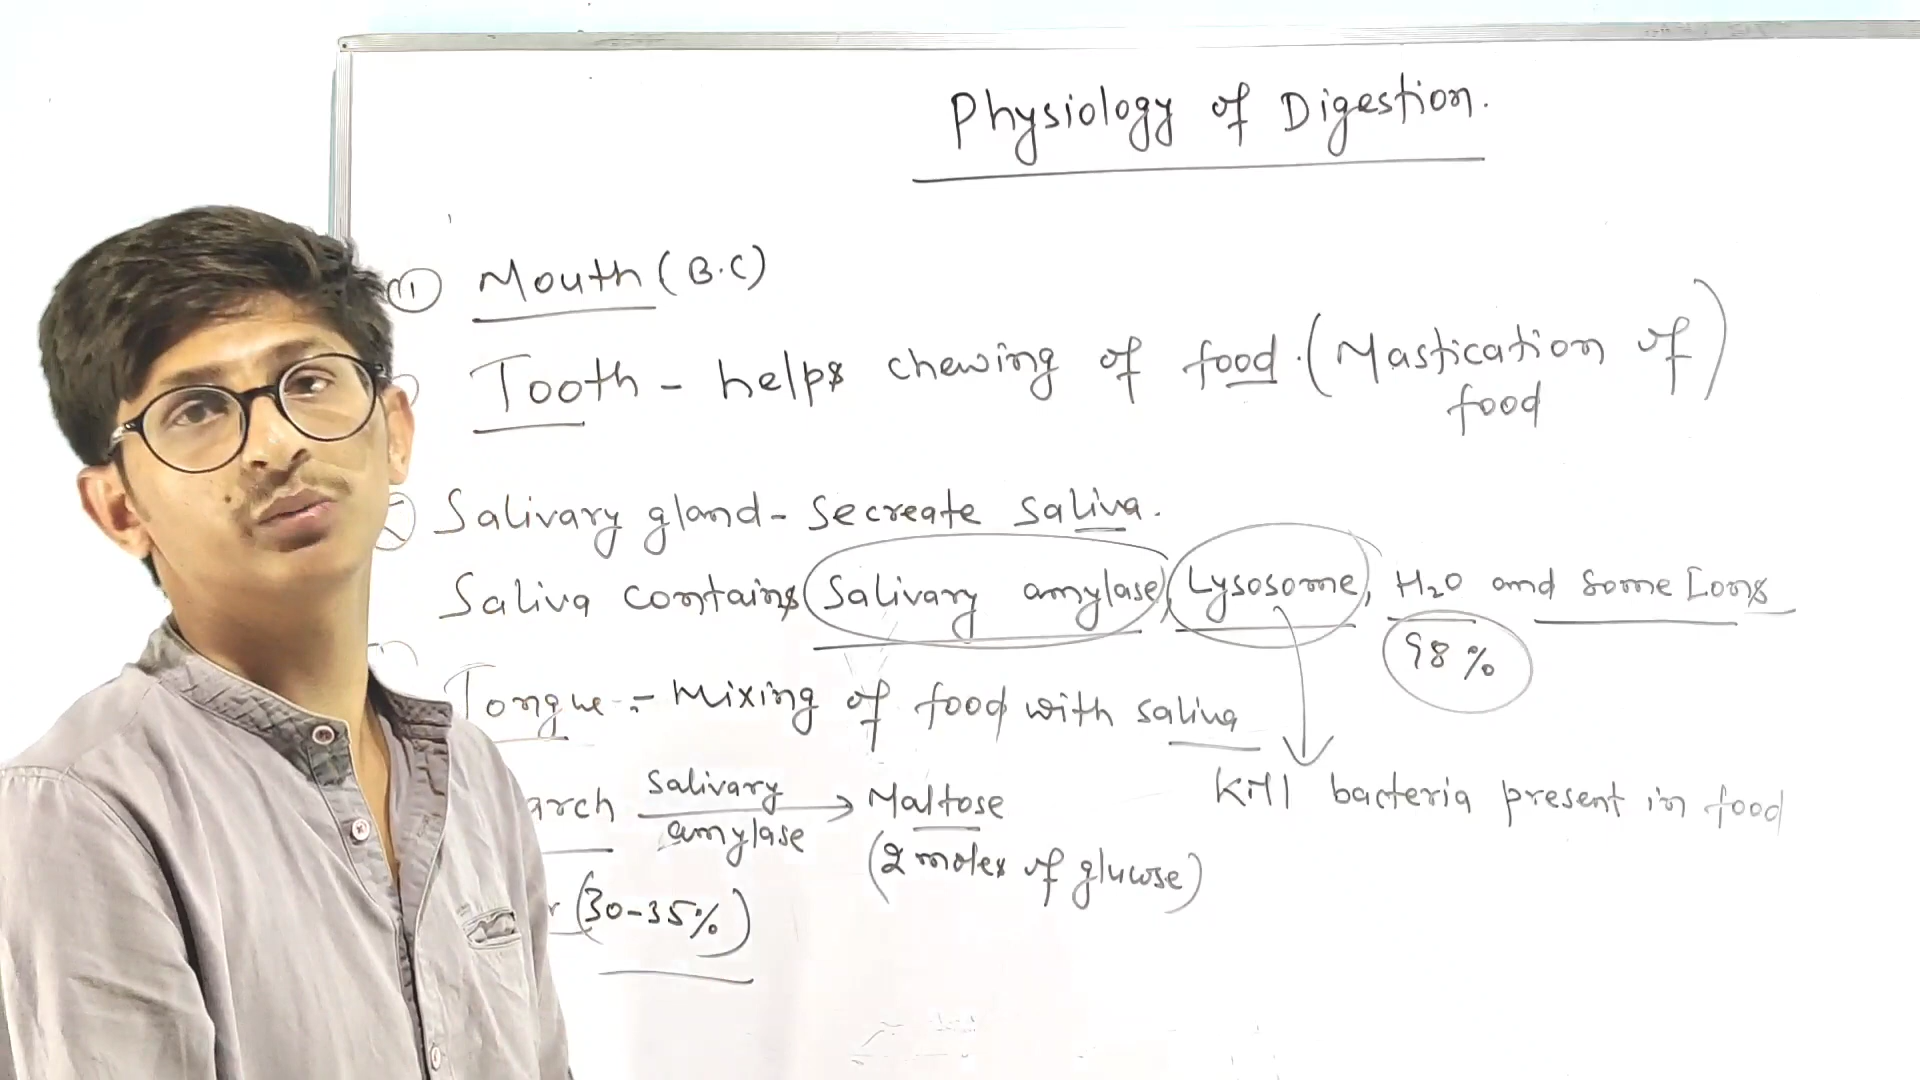 Physiology of Digestion.
① Mouth (B.C)
Tooth - helps chewing of food. (Mastication of food)
Salivary gland - Secreate saliva.
Saliva contains Salivary amylase, Lysosome, H₂O and some Ions
98%
Tongue :- Mixing of food with saliva
arch salivary amylase → Maltose
(2 moles of glucose)
Kill bacteria present in food
(30-35%)